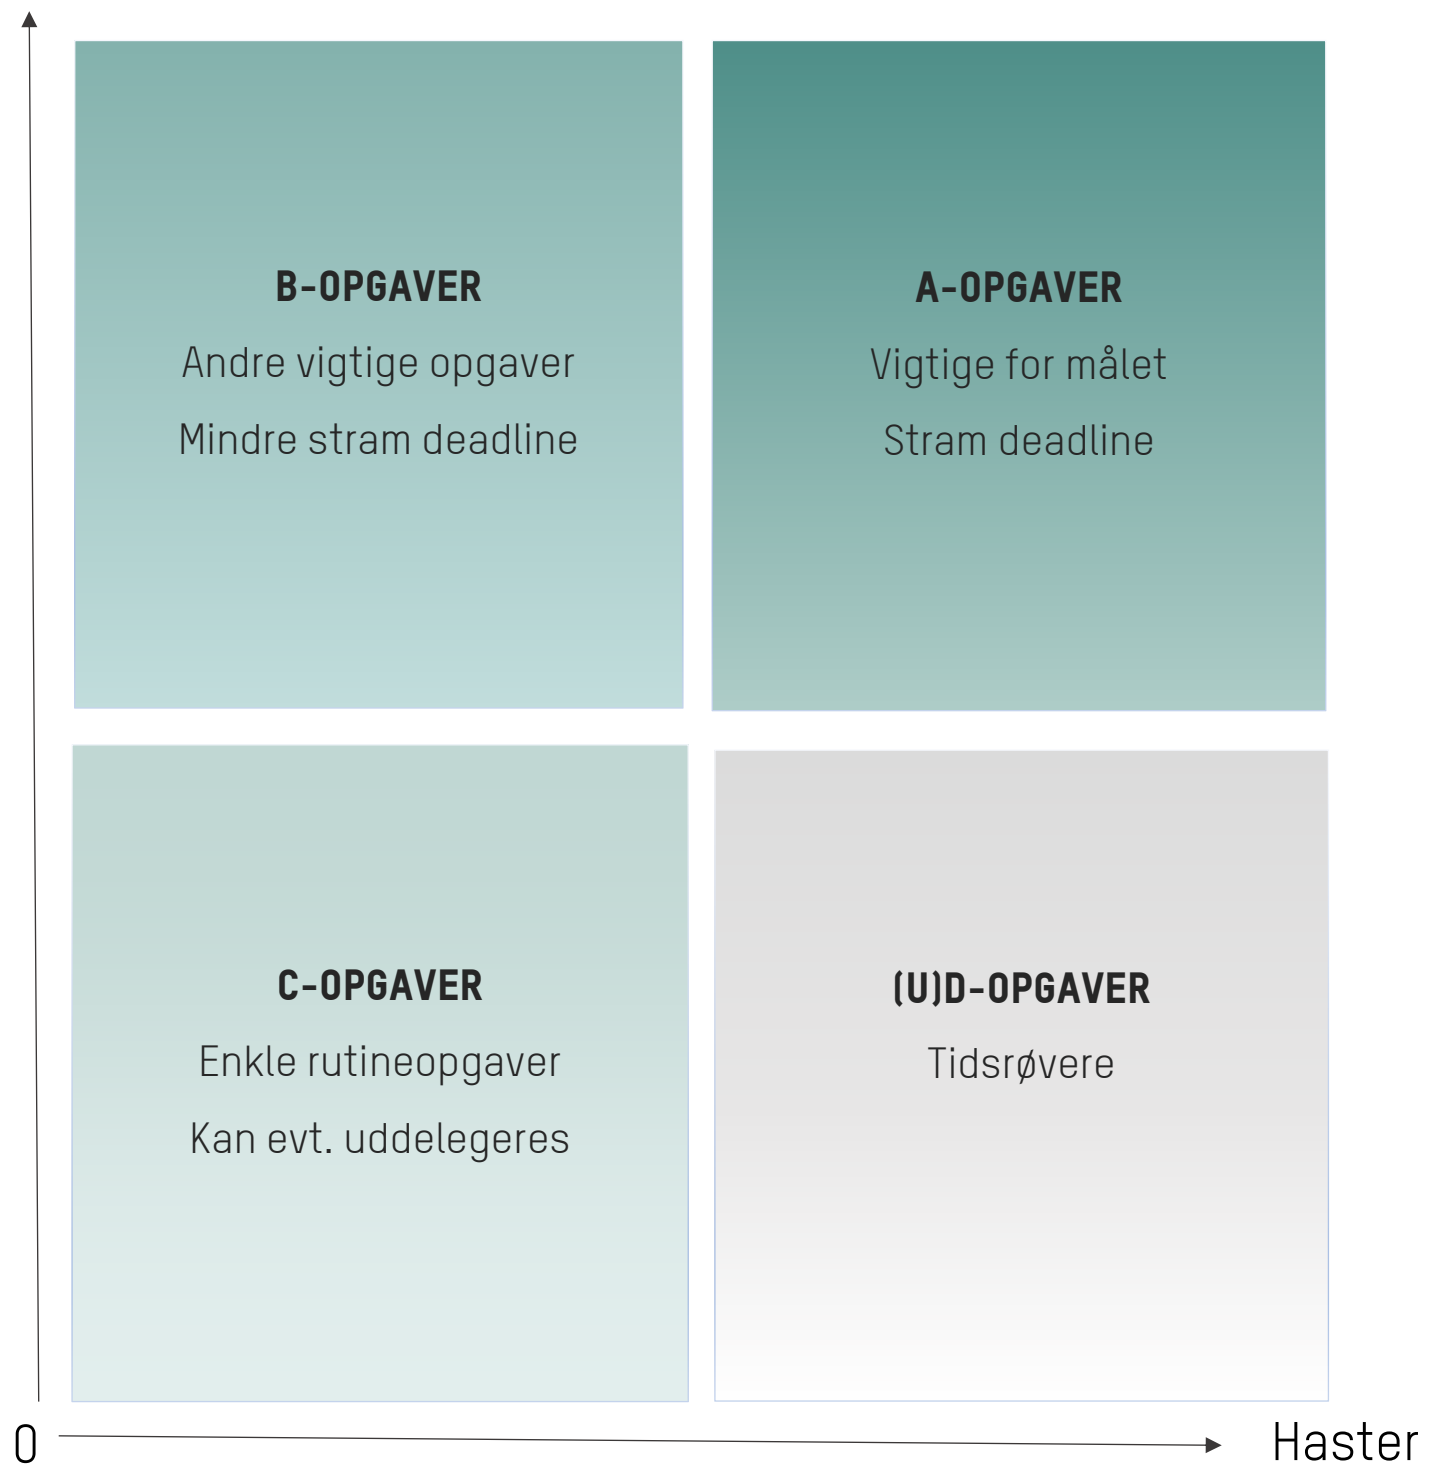 B-OPGAVER
Andre vigtige opgaver
Mindre stram deadline
A-OPGAVER
Vigtige for målet
Stram deadline
C-OPGAVER
Enkle rutineopgaver
Kan evt. uddelegeres
(U)D-OPGAVER
Tidsrøvere
0
Haster